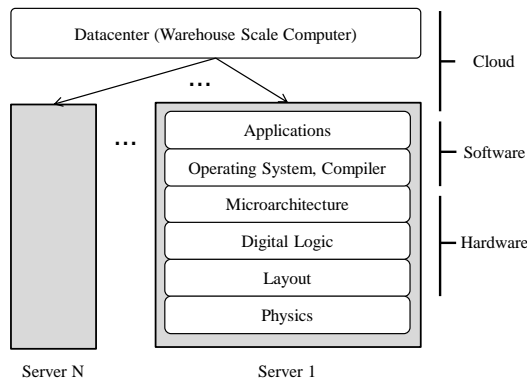 Datacenter (Warehouse Scale Computer)
...
Cloud
...
Applications
Operating System, Compiler
Software
Microarchitecture
Digital Logic
Hardware
Layout
Physics
Server N
Server 1